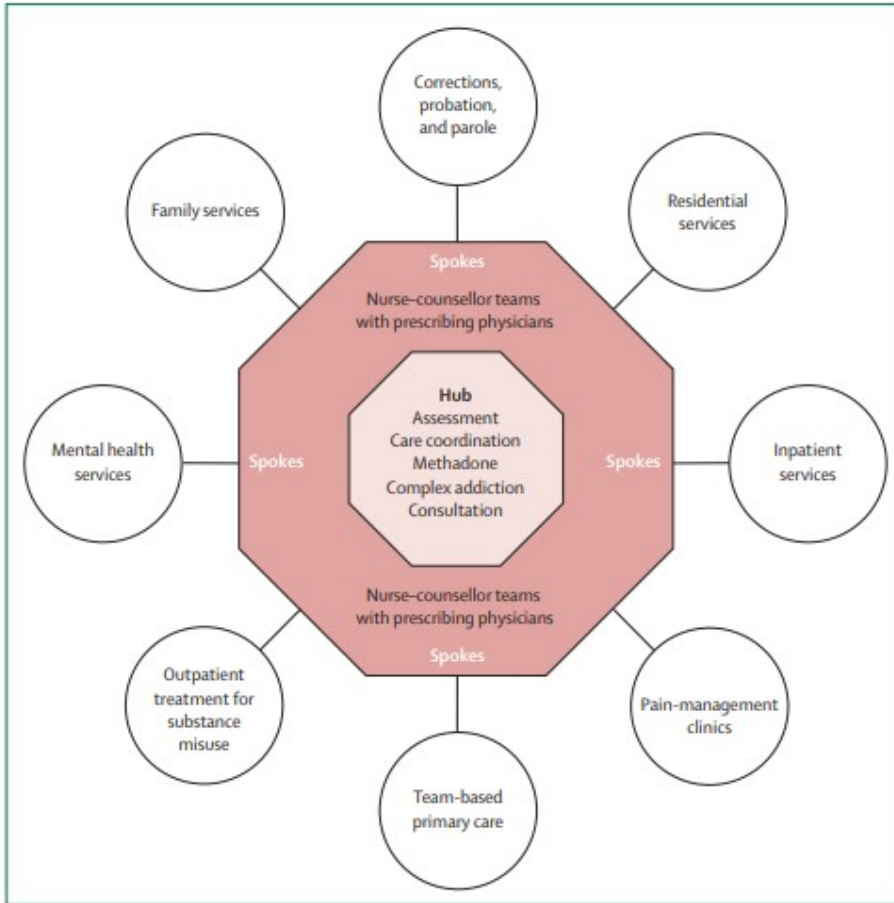 Corrections,
probation,
and parole
Family services
Residential
services
Spokes
Nurse–counsellor teams
with prescribing physicians
Hub
Assessment
Care coordination
Methadone
Complex addiction
Consultation
Mental health
services
Spokes
Spokes
Inpatient
services
Nurse–counsellor teams
with prescribing physicians
Spokes
Outpatient
treatment for
substance
misuse
Pain-management
clinics
Team-based
primary care